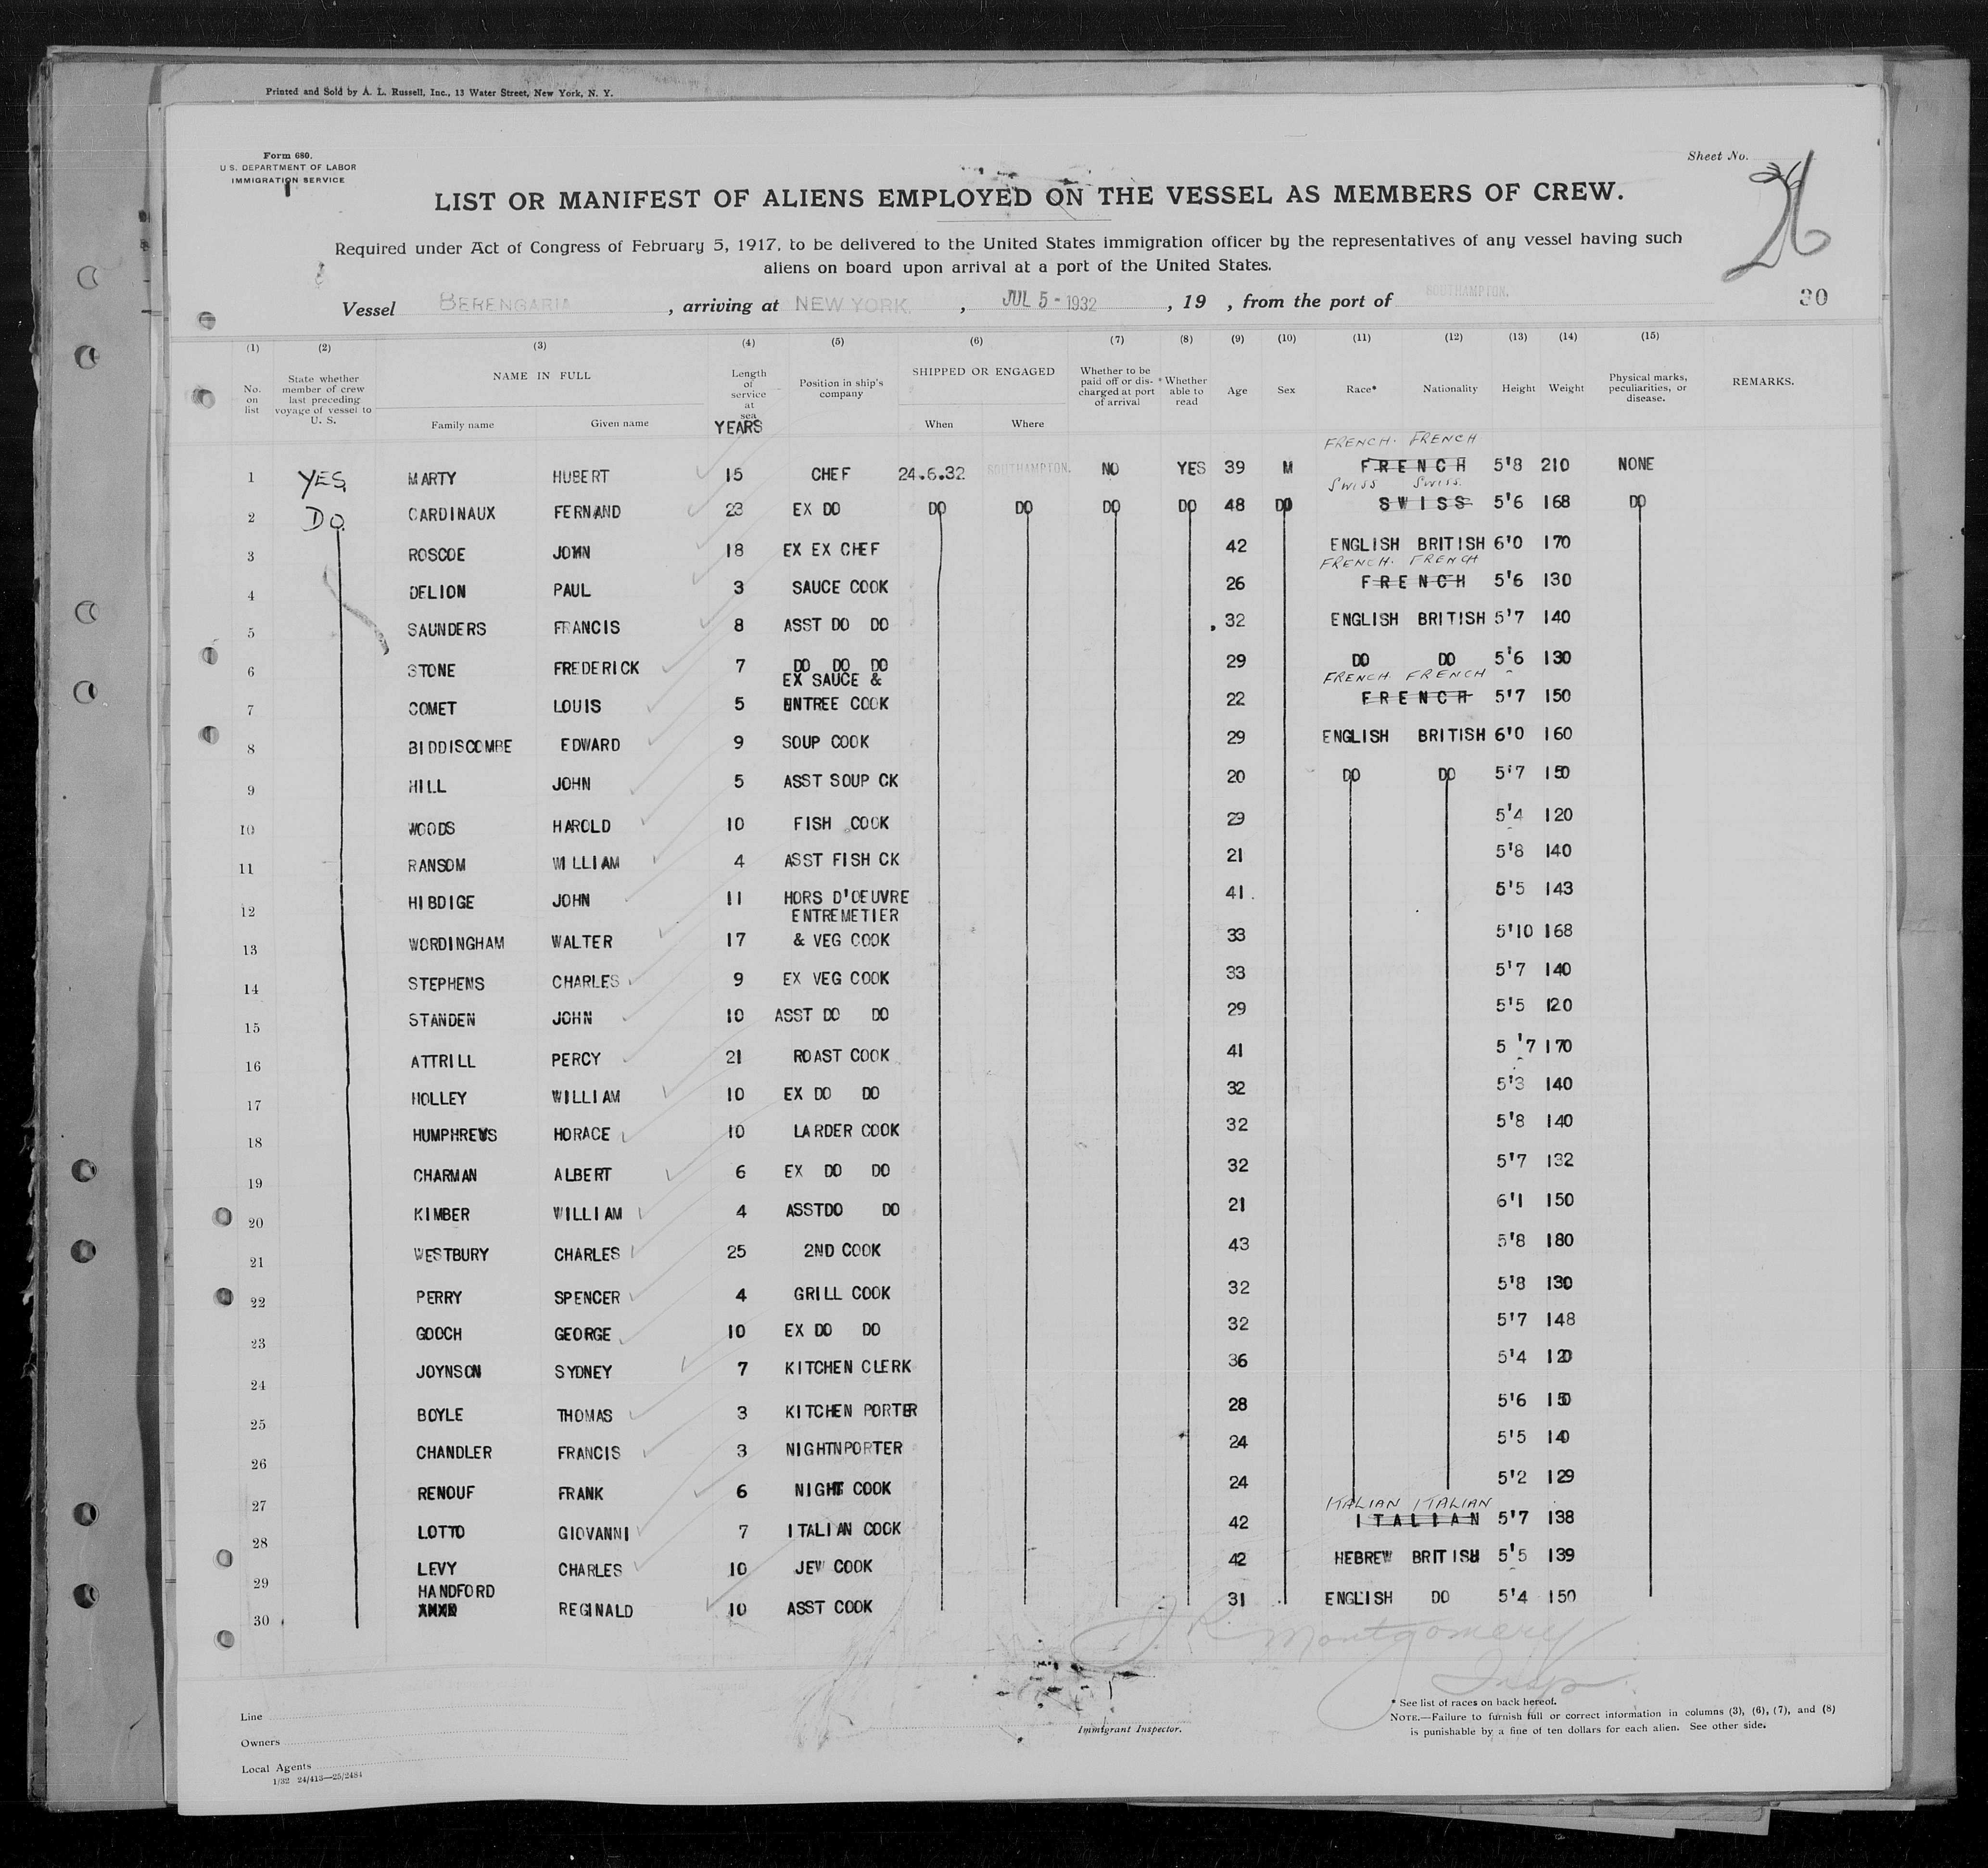 Printed and Sold by A. L. Russell, Inc., 13 Water Street, New York, N. Y.
Form 680.
U. S. DEPARTMENT OF LABOR
IMMIGRATION SERVICE
Sheet No.
26
26
LIST OR MANIFEST OF ALIENS EMPLOYED ON THE VESSEL AS MEMBERS OF CREW.
Required under Act of Congress of February 5, 1917, to be delivered to the United States immigration officer by the representatives of any vessel having such
aliens on board upon arrival at a port of the United States.
Vessel BERENGARIA, arriving at NEW YORK, JUL 5 - 1932, 19 , from the port of SOUTHAMPTON. 30
(1) (2) (3) (4) (5) (6) (7) (8) (9) (10) (11) (12) (13) (14) (15)
No. on list State whether member of crew last preceding voyage of vessel to U. S. NAME IN FULL Length of service at sea Position in ship's company SHIPPED OR ENGAGED Whether to be paid off or discharged at port of arrival *Whether able to read Age Sex Race* Nationality Height Weight Physical marks, peculiarities, or disease. REMARKS.
Family name Given name YEARS When Where
FRENCH. FRENCH
1 YES MARTY HUBERT 15 CHEF 24.6.32 SOUTHAMPTON. NO YES 39 M FRENCH 5'8 210 NONE
SWISS SWISS.
2 DO CARDINAUX FERNAND 23 EX DO DO DO DO DO 48 DO SWISS 5'6 168 DO
3 ROSCOE JOHN 18 EX EX CHEF 42 ENGLISH BRITISH 6'0 170
FRENCH. FRENCH
4 DELION PAUL 3 SAUCE COOK 26 FRENCH 5'6 130
5 SAUNDERS FRANCIS 8 ASST DO DO 32 ENGLISH BRITISH 5'7 140
6 STONE FREDERICK 7 DO DO DO 29 DO DO 5'6 130
EX SAUCE & FRENCH. FRENCH
7 COMET LOUIS 5 ENTREE COOK 22 FRENCH 5'7 150
8 BIDDISCOMBE EDWARD 9 SOUP COOK 29 ENGLISH BRITISH 6'0 160
9 HILL JOHN 5 ASST SOUP CK 20 DO DO 5'7 150
10 WOODS HAROLD 10 FISH COOK 29 5'4 120
11 RANSOM WILLIAM 4 ASST FISH CK 21 5'8 140
12 HIBDIGE JOHN 11 HORS D'OEUVRE 41 5'5 143
ENTREMETIER
13 WORDINGHAM WALTER 17 & VEG COOK 33 5'10 168
14 STEPHENS CHARLES 9 EX VEG COOK 33 5'7 140
15 STANDEN JOHN 10 ASST DO DO 29 5'5 120
16 ATTRILL PERCY 21 ROAST COOK 41 5'7 170
17 HOLLEY WILLIAM 10 EX DO DO 32 5'3 140
18 HUMPHREYS HORACE 10 LARDER COOK 32 5'8 140
19 CHARMAN ALBERT 6 EX DO DO 32 5'7 132
20 KIMBER WILLIAM 4 ASSTDO DO 21 6'1 150
21 WESTBURY CHARLES 25 2ND COOK 43 5'8 180
22 PERRY SPENCER 4 GRILL COOK 32 5'8 130
23 GOOCH GEORGE 10 EX DO DO 32 5'7 148
24 JOYNSON SYDNEY 7 KITCHEN CLERK 36 5'4 120
25 BOYLE THOMAS 3 KITCHEN PORTER 28 5'6 150
26 CHANDLER FRANCIS 3 NIGHTNPORTER 24 5'5 140
27 RENOUF FRANK 6 NIGHT COOK 24 5'2 129
ITALIAN ITALIAN
28 LOTTO GIOVANNI 7 ITALIAN COOK 42 ITALIAN 5'7 138
29 LEVY CHARLES 10 JEW COOK 42 HEBREW BRITISH 5'5 139
HANDFORD
30 REGINALD 10 ASST COOK 31 ENGLISH DO 5'4 150
Montgomery
Insp
Line
Owners
Local Agents
1/32 24/413—25/2484
Immigrant Inspector.
* See list of races on back hereof.
NOTE.—Failure to furnish full or correct information in columns (3), (6), (7), and (8)
is punishable by a fine of ten dollars for each alien. See other side.